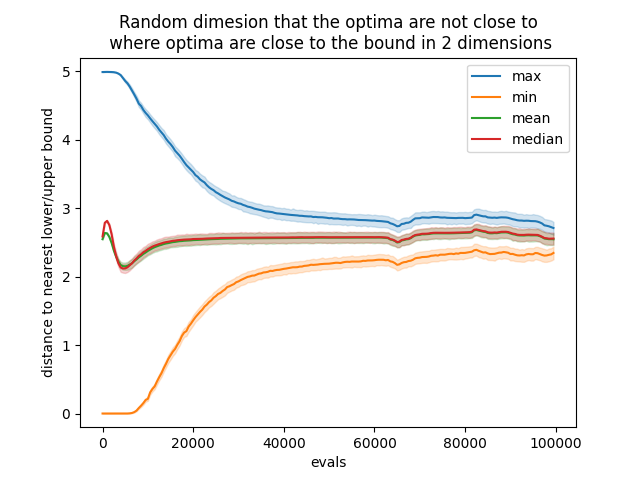 Random dimesion that the optima are not close to
where optima are close to the bound in 2 dimensions
max
min
mean
median
distance to nearest lower/upper bound
5
4
3
2
1
0
0 20000 40000 60000 80000 100000
evals